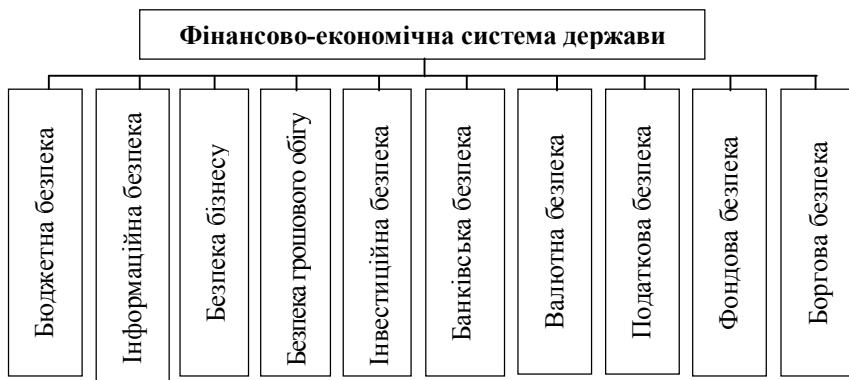 Фінансово-економічна система держави
Бюджетна безпека
Інформаційна безпека
Безпека бізнесу
Безпека грошового обігу
Інвестиційна безпека
Банківська безпека
Валютна безпека
Податкова безпека
Фондова безпека
Боргова безпека